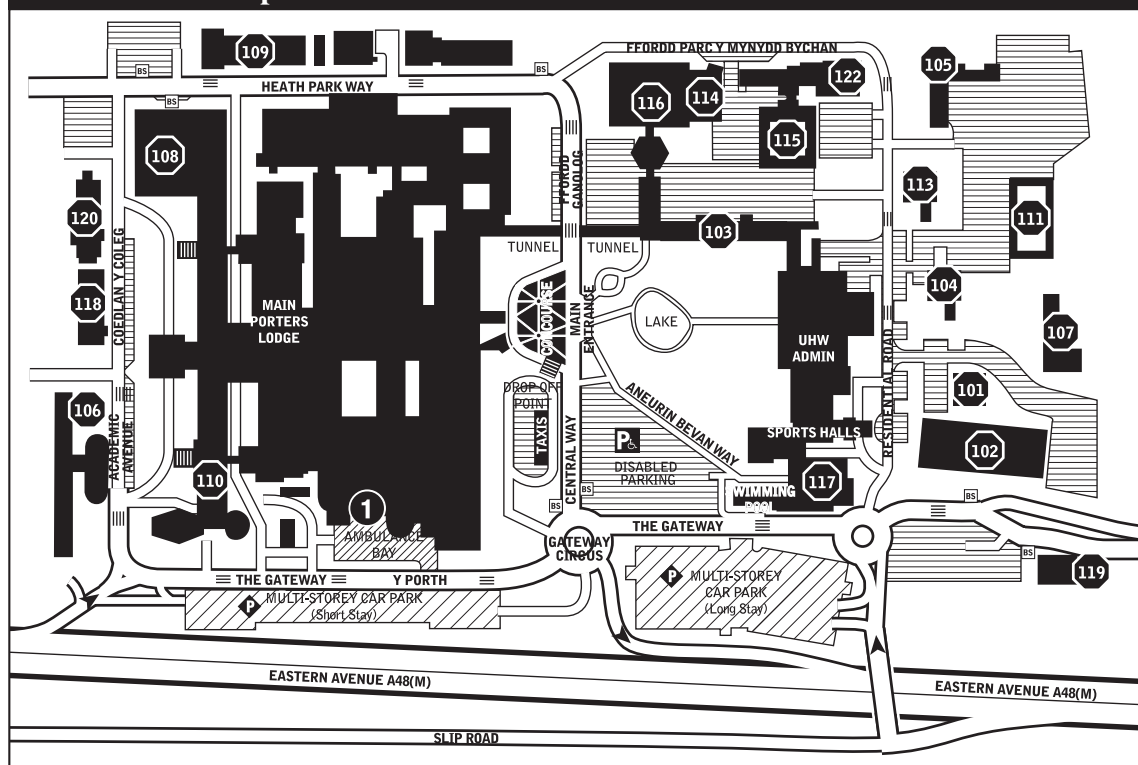 FFORDD PARC Y MYNYDD BYCHAN
109
105
BS
BS
122
HEATH PARK WAY
114
BS
116
115
108
FFORDD
GANOLOG
113
120
111
103
TUNNEL
TUNNEL
COEDLAN Y COLEG
104
118
MAIN
PORTERS
LODGE
CONCOURSE
MAIN
ENTRANCE
LAKE
107
UHW
ADMIN
RESIDENTIAL ROAD
DROP OFF
POINT
101
106
ACADEMIC
AVENUE
TAXIS
ANEURIN BEVAN WAY
P
SPORTS HALLS
DISABLED
PARKING
102
CENTRAL WAY
110
117
BS
SWIMMING
POOL
BS
BS
1
THE GATEWAY
AMBULANCE
BAY
GATEWAY
CIRCUS
BS
119
THE GATEWAY
Y PORTH
P
MULTI-STOREY
CAR PARK
(Long Stay)
P
MULTI-STOREY CAR PARK
(Short Stay)
EASTERN AVENUE A48(M)
EASTERN AVENUE A48(M)
SLIP ROAD